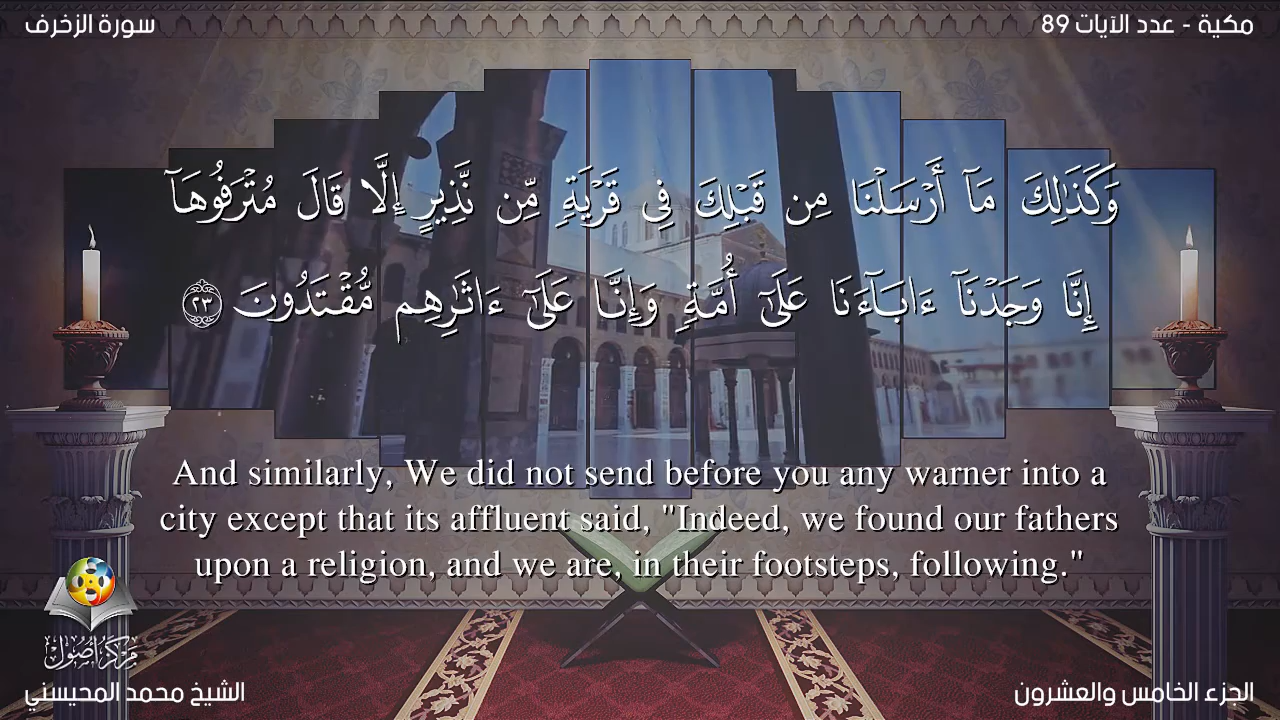 مكية - عدد الآيات 89
سورة الزخرف
وَكَذَٰلِكَ مَآ أَرْسَلْنَا مِن قَبْلِكَ فِى قَرْيَةٍ مِّن نَّذِيرٍ إِلَّا قَالَ مُتْرَفُوهَآ
إِنَّا وَجَدْنَآ ءَابَآءَنَا عَلَىٰٓ أُمَّةٍ وَإِنَّا عَلَىٰٓ ءَاثَٰرِهِم مُّقْتَدُونَ ٢٣
And similarly, We did not send before you any warner into a
city except that its affluent said, "Indeed, we found our fathers
upon a religion, and we are, in their footsteps, following."
مركز أصول
الجزء الخامس والعشرون
الشيخ محمد المحيسني